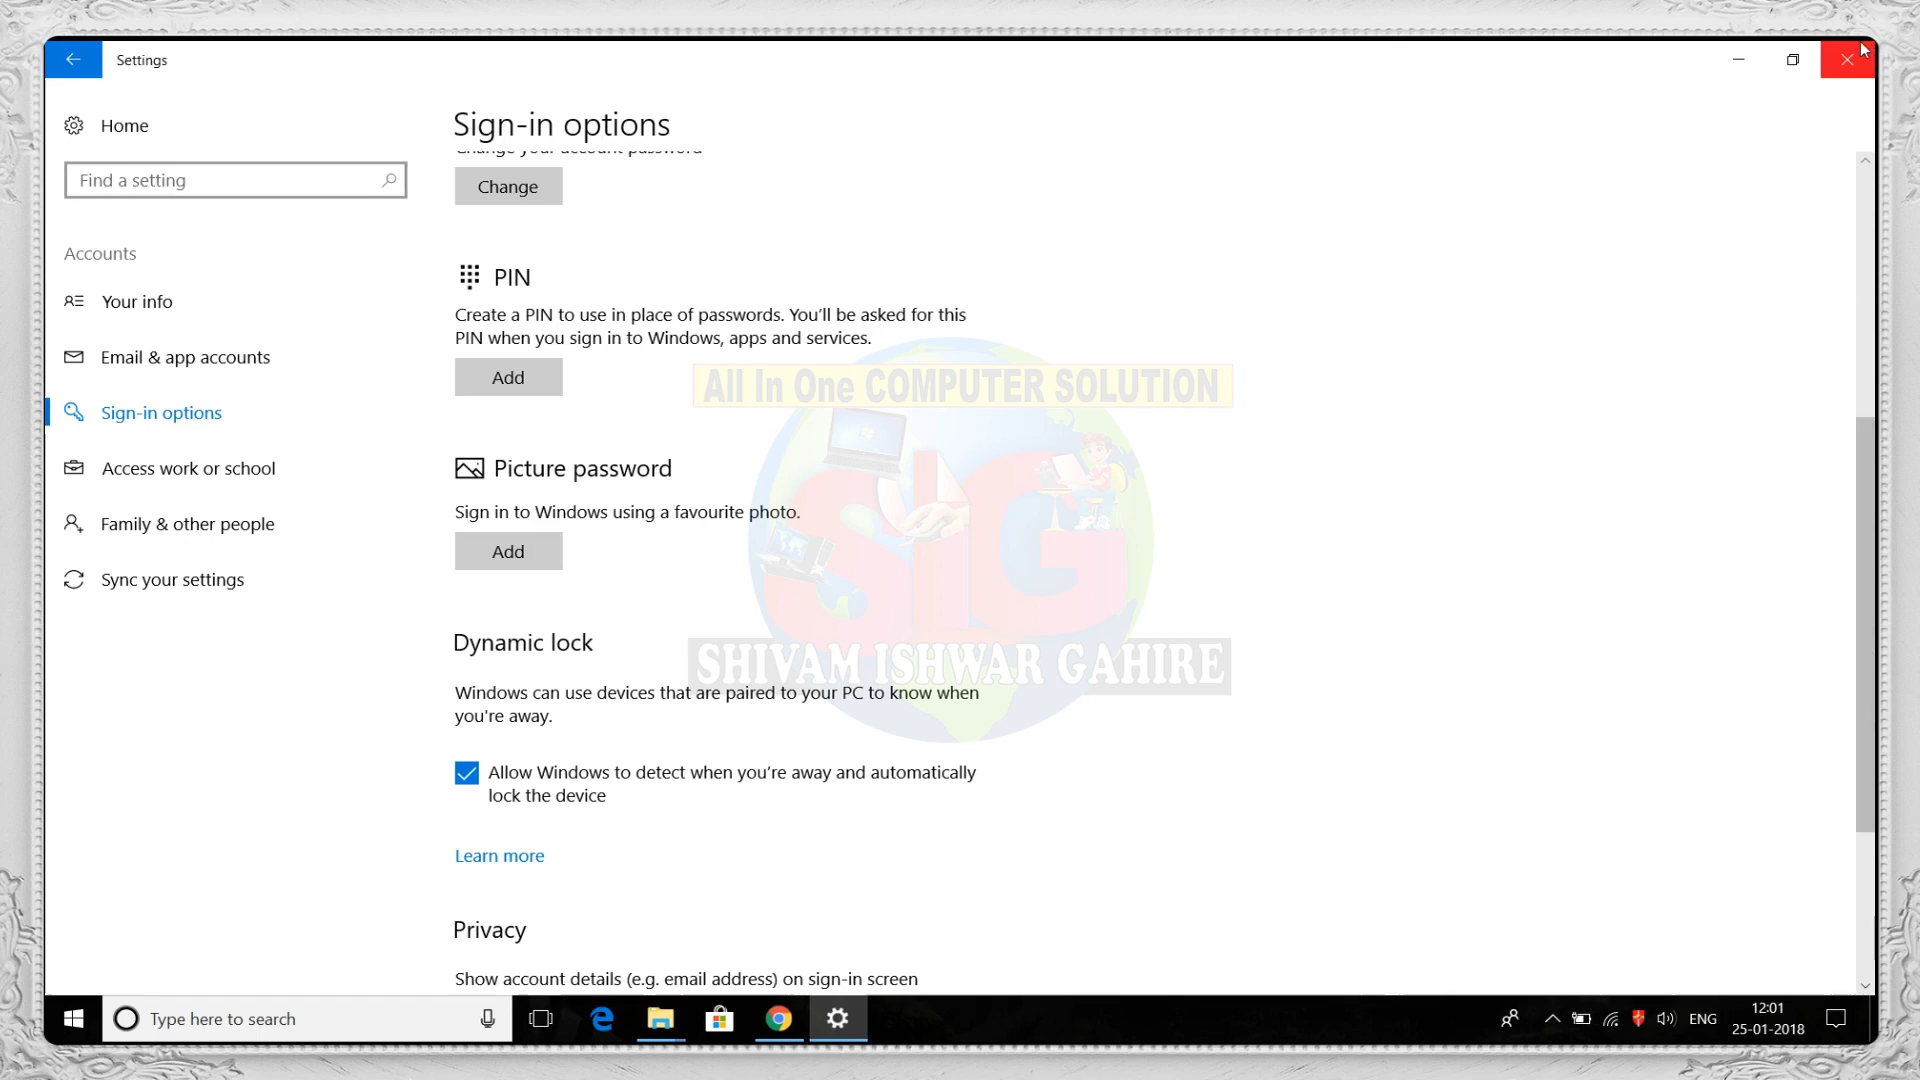 Settings
Home
Find a setting
Accounts
Your info
Email & app accounts
Sign-in options
Access work or school
Family & other people
Sync your settings
Sign-in options
Change your account password
Change
PIN
Create a PIN to use in place of passwords. You’ll be asked for this
PIN when you sign in to Windows, apps and services.
Add
All In One COMPUTER SOLUTION
Picture password
Sign in to Windows using a favourite photo.
Add
SIG
Dynamic lock
SHIVAM ISHWAR GAHIRE
Windows can use devices that are paired to your PC to know when
you're away.
Allow Windows to detect when you’re away and automatically
lock the device
Learn more
Privacy
Show account details (e.g. email address) on sign-in screen
Type here to search
ENG
12:01
25-01-2018